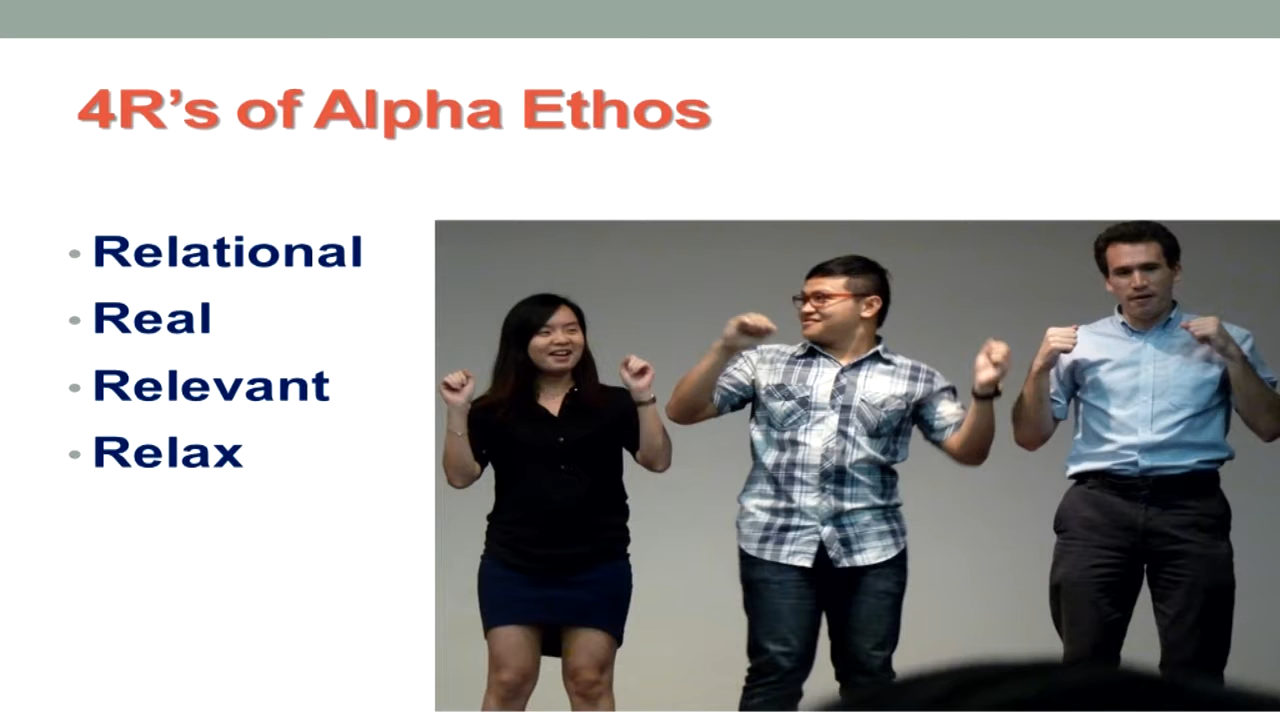 4R’s of Alpha Ethos
• Relational
• Real
• Relevant
• Relax